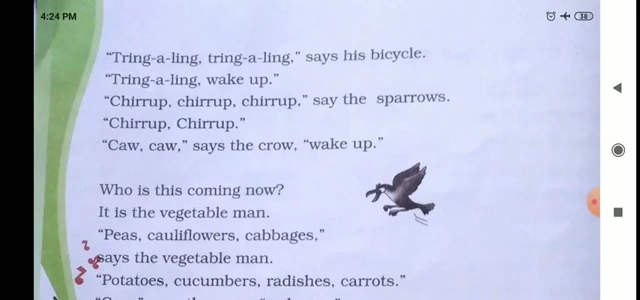 4:24 PM
38
“Tring-a-ling, tring-a-ling,” says his bicycle.
“Tring-a-ling, wake up.”
“Chirrup, chirrup, chirrup,” say the sparrows.
“Chirrup, Chirrup.”
“Caw, caw,” says the crow, “wake up.”
Who is this coming now?
It is the vegetable man.
“Peas, cauliflowers, cabbages,”
says the vegetable man.
“Potatoes, cucumbers, radishes, carrots.”